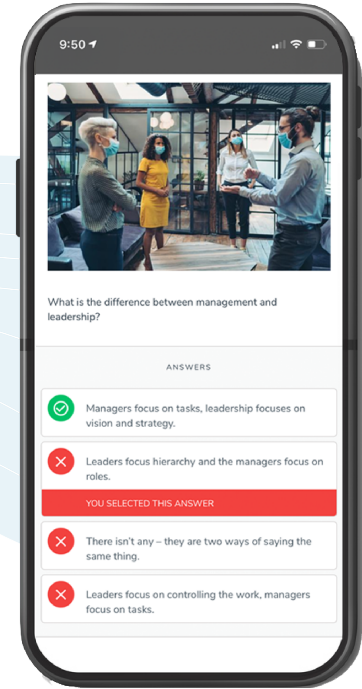 9:50
What is the difference between management and
leadership?
ANSWERS
Managers focus on tasks, leadership focuses on
vision and strategy.
Leaders focus hierarchy and the managers focus on
roles.
YOU SELECTED THIS ANSWER
There isn't any – they are two ways of saying the
same thing.
Leaders focus on controlling the work, managers
focus on tasks.